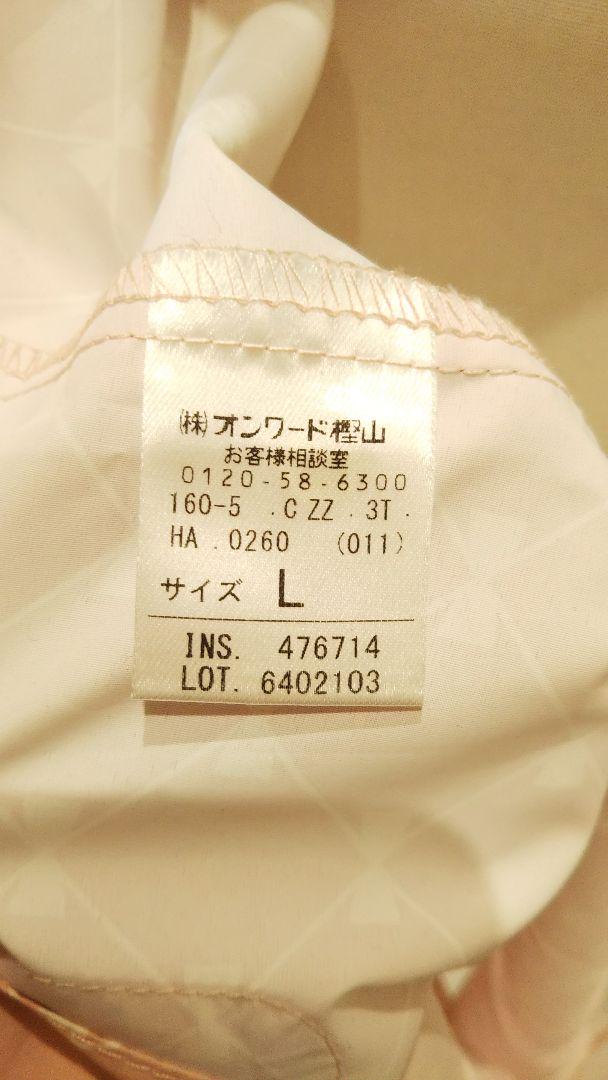 ㈱オンワード樫山
お客様相談室
0120-58-6300
160-5 .C ZZ . 3T .
HA . 0260 (011)
サイズ L
INS. 476714
LOT. 6402103